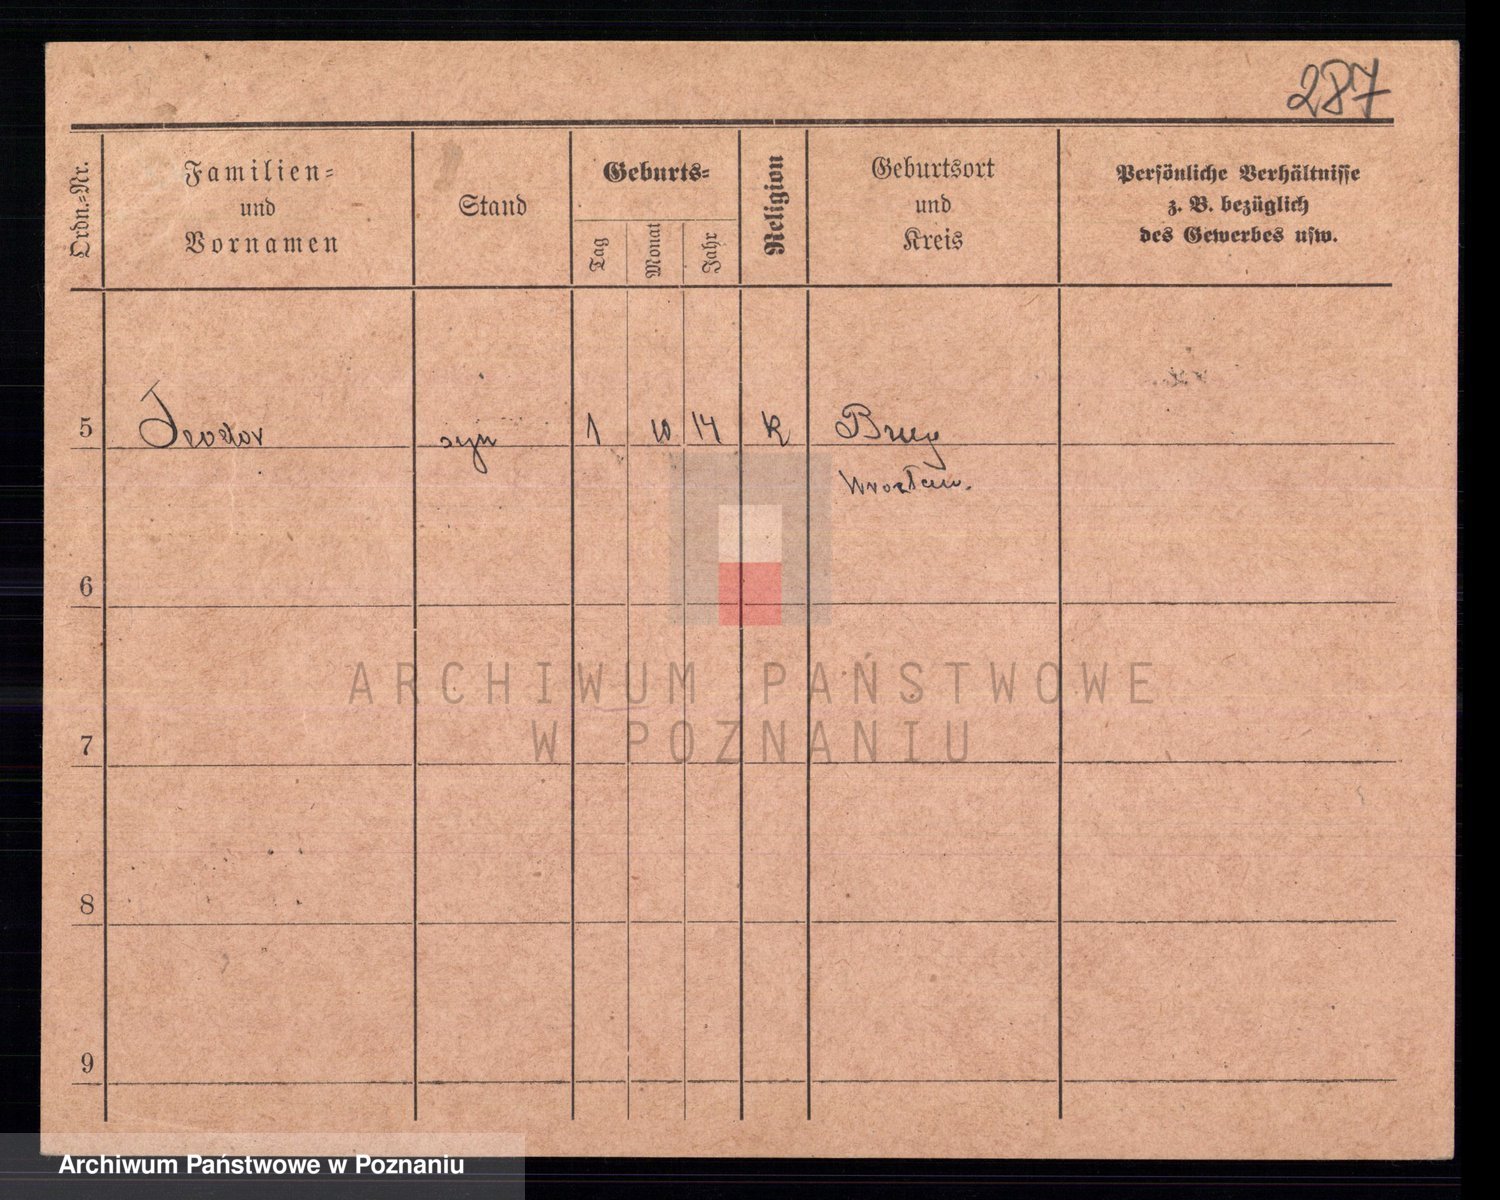 287
Ordn.-Nr.
Familien-
und
Vornamen
Stand
Geburts-
Tag
Monat
Jahr
Religion
Geburtsort
und
Kreis
Persönliche Verhältnisse
z. B. bezüglich
des Gewerbes usw.
5 Teodor syn 1 10 14 k Brieg
Wrocław.
6
ARCHIWUM PAŃSTWOWE
W POZNANIU
7
8
9
Archiwum Państwowe w Poznaniu